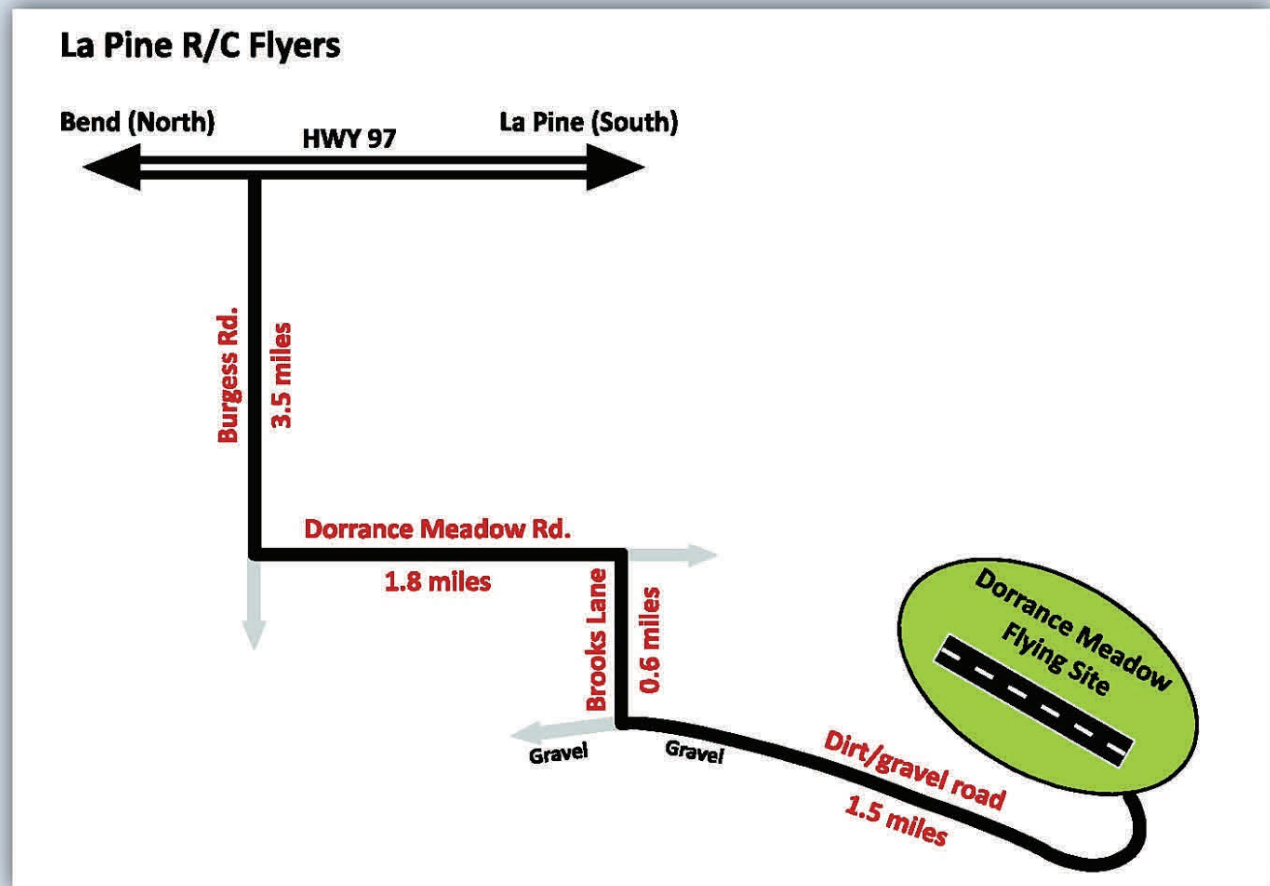 La Pine R/C Flyers
Bend (North)
HWY 97
La Pine (South)
Burgess Rd.
3.5 miles
Dorrance Meadow Rd.
1.8 miles
Brooks Lane
0.6 miles
Gravel
Gravel
Dirt/gravel road
1.5 miles
Dorrance Meadow
Flying Site